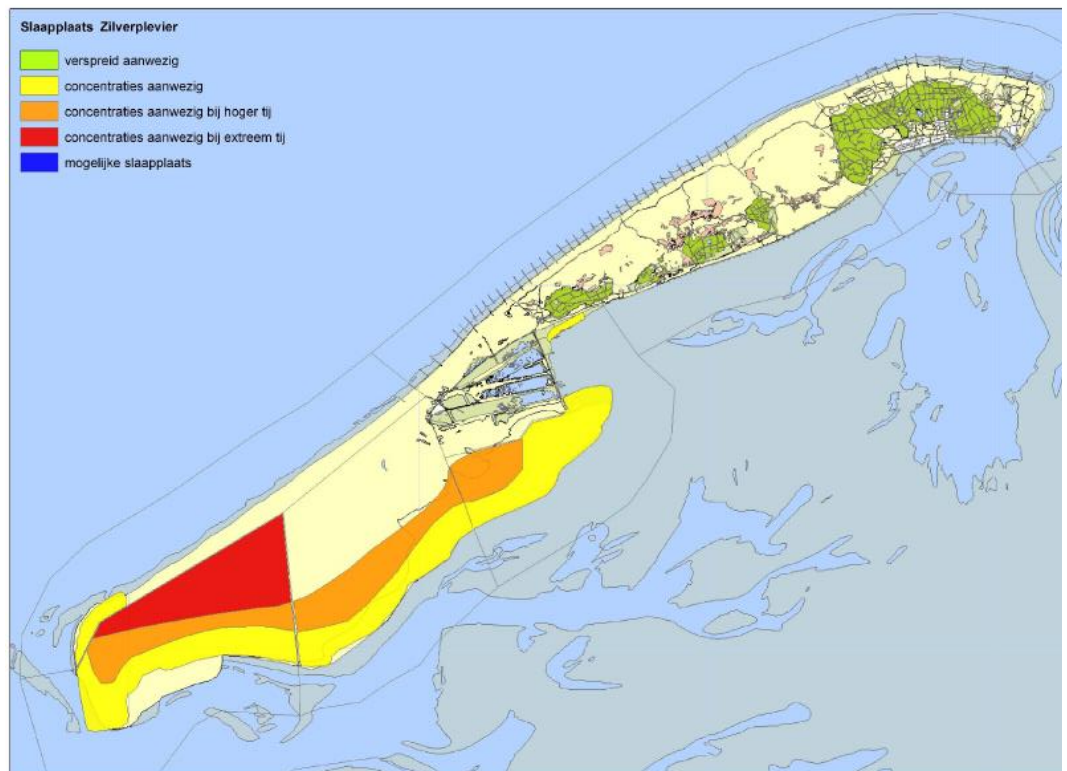 Slaapplaats Zilverplevier
verspreid aanwezig
concentraties aanwezig
concentraties aanwezig bij hoger tij
concentraties aanwezig bij extreem tij
mogelijke slaapplaats